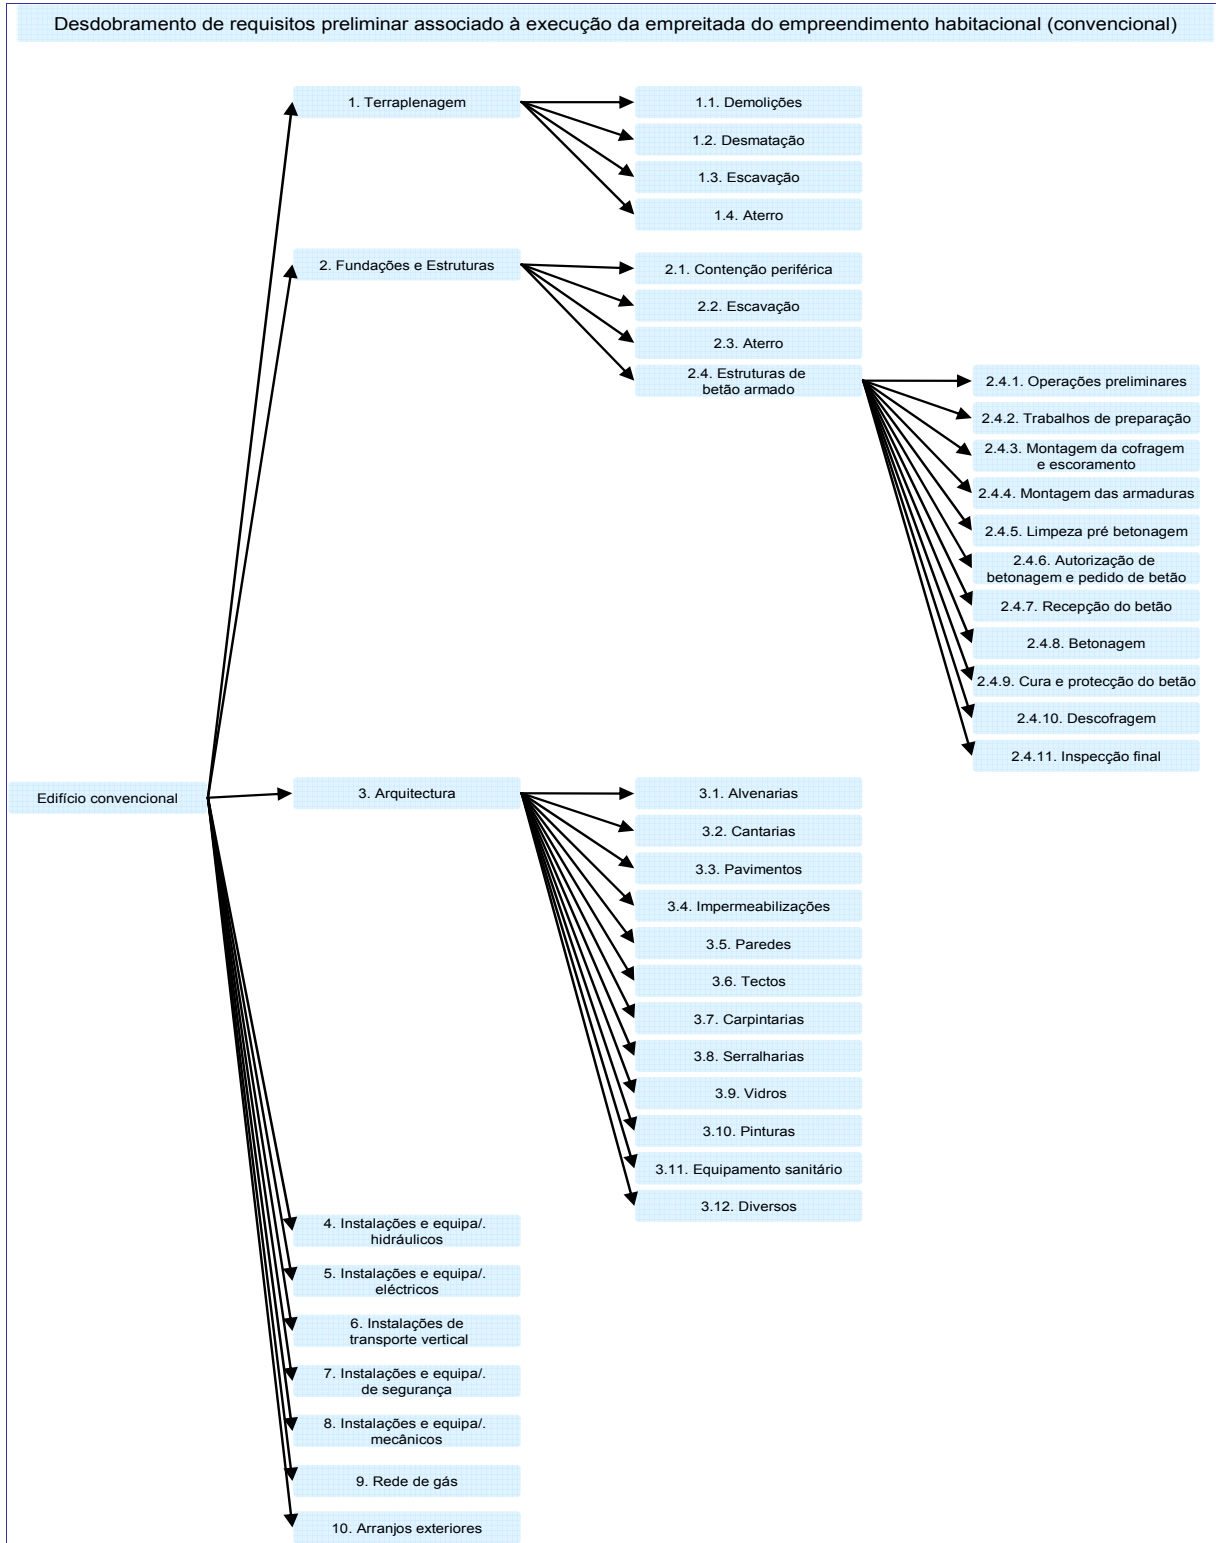 Desdobramento de requisitos preliminar associado à execução da empreitada do empreendimento habitacional (convencional)
Edifício convencional
1. Terraplenagem
1.1. Demolições
1.2. Desmatação
1.3. Escavação
1.4. Aterro
2. Fundações e Estruturas
2.1. Contenção periférica
2.2. Escavação
2.3. Aterro
2.4. Estruturas de
betão armado
2.4.1. Operações preliminares
2.4.2. Trabalhos de preparação
2.4.3. Montagem da cofragem
e escoramento
2.4.4. Montagem das armaduras
2.4.5. Limpeza pré betonagem
2.4.6. Autorização de
betonagem e pedido de betão
2.4.7. Recepção do betão
2.4.8. Betonagem
2.4.9. Cura e protecção do betão
2.4.10. Descofragem
2.4.11. Inspecção final
3. Arquitectura
3.1. Alvenarias
3.2. Cantarias
3.3. Pavimentos
3.4. Impermeabilizações
3.5. Paredes
3.6. Tectos
3.7. Carpintarias
3.8. Serralharias
3.9. Vidros
3.10. Pinturas
3.11. Equipamento sanitário
3.12. Diversos
4. Instalações e equipa/.
hidráulicos
5. Instalações e equipa/.
eléctricos
6. Instalações de
transporte vertical
7. Instalações e equipa/.
de segurança
8. Instalações e equipa/.
mecânicos
9. Rede de gás
10. Arranjos exteriores